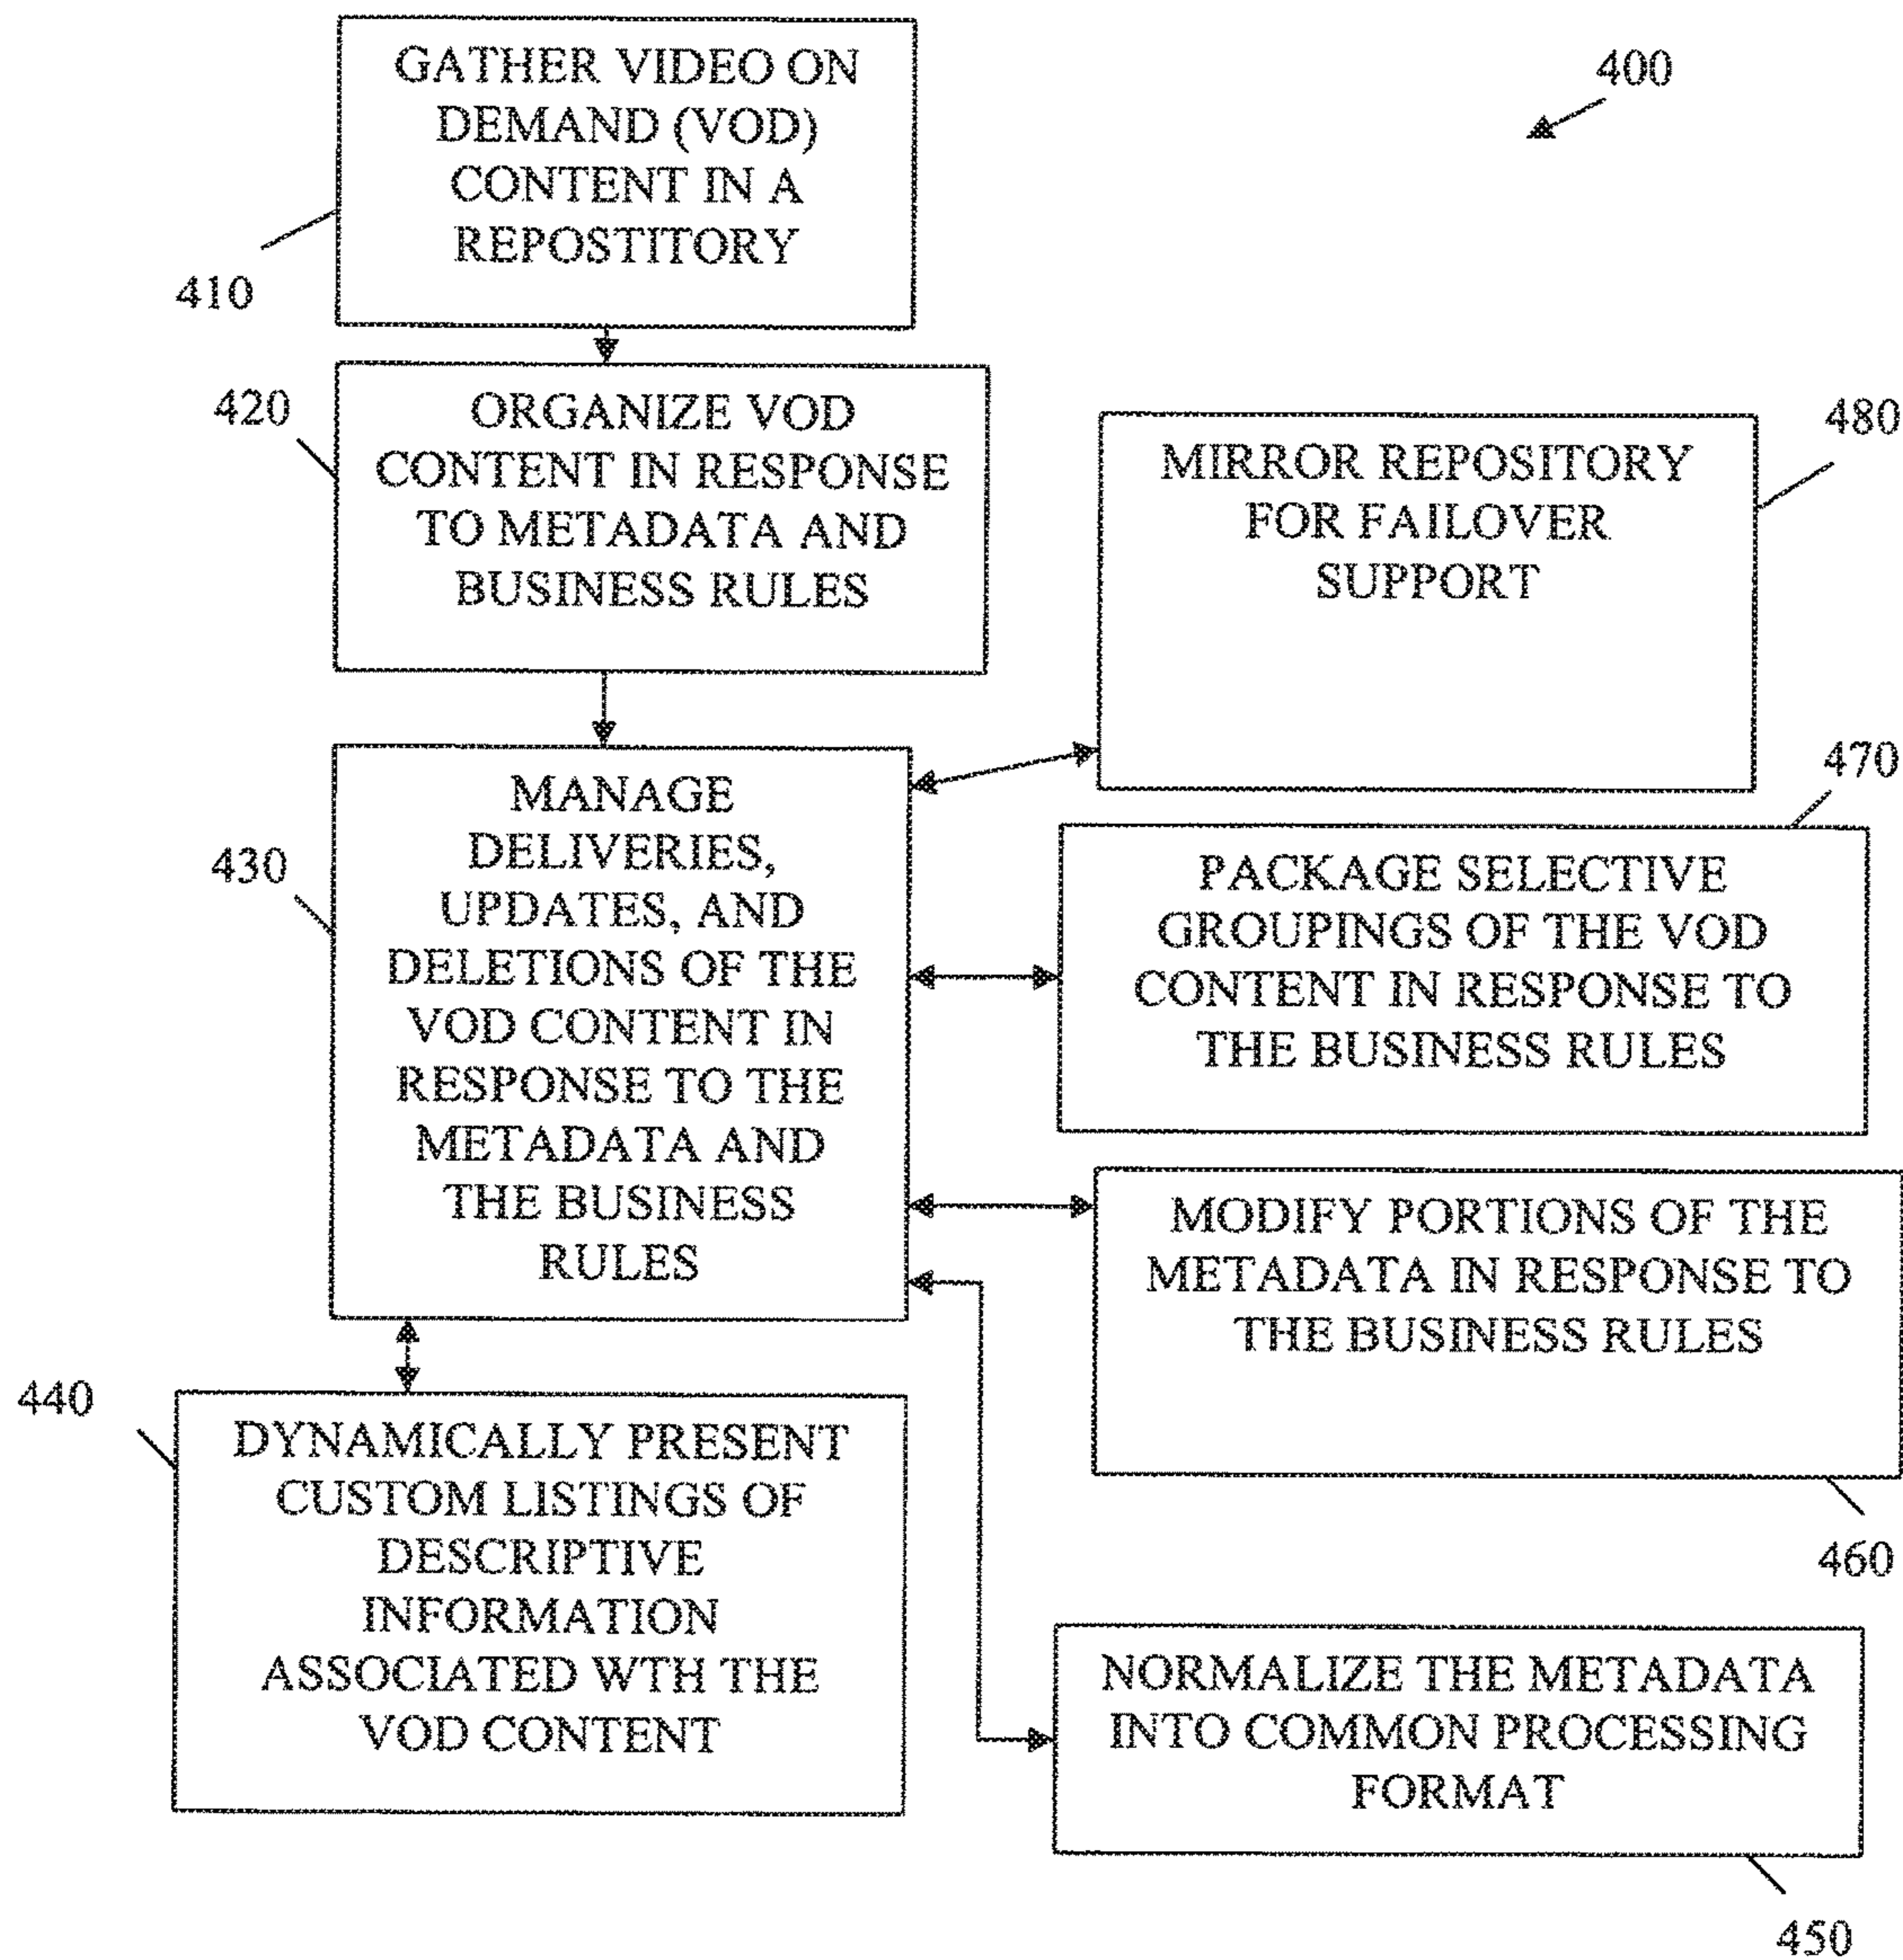 GATHER VIDEO ON
DEMAND (VOD)
CONTENT IN A
REPOSTITORY
400
410
420
ORGANIZE VOD
CONTENT IN RESPONSE
TO METADATA AND
BUSINESS RULES
480
MIRROR REPOSITORY
FOR FAILOVER
SUPPORT
430
MANAGE
DELIVERIES,
UPDATES, AND
DELETIONS OF THE
VOD CONTENT IN
RESPONSE TO THE
METADATA AND
THE BUSINESS
RULES
470
PACKAGE SELECTIVE
GROUPINGS OF THE VOD
CONTENT IN RESPONSE TO
THE BUSINESS RULES
MODIFY PORTIONS OF THE
METADATA IN RESPONSE TO
THE BUSINESS RULES
460
440
DYNAMICALLY PRESENT
CUSTOM LISTINGS OF
DESCRIPTIVE
INFORMATION
ASSOCIATED WTH THE
VOD CONTENT
NORMALIZE THE METADATA
INTO COMMON PROCESSING
FORMAT
450